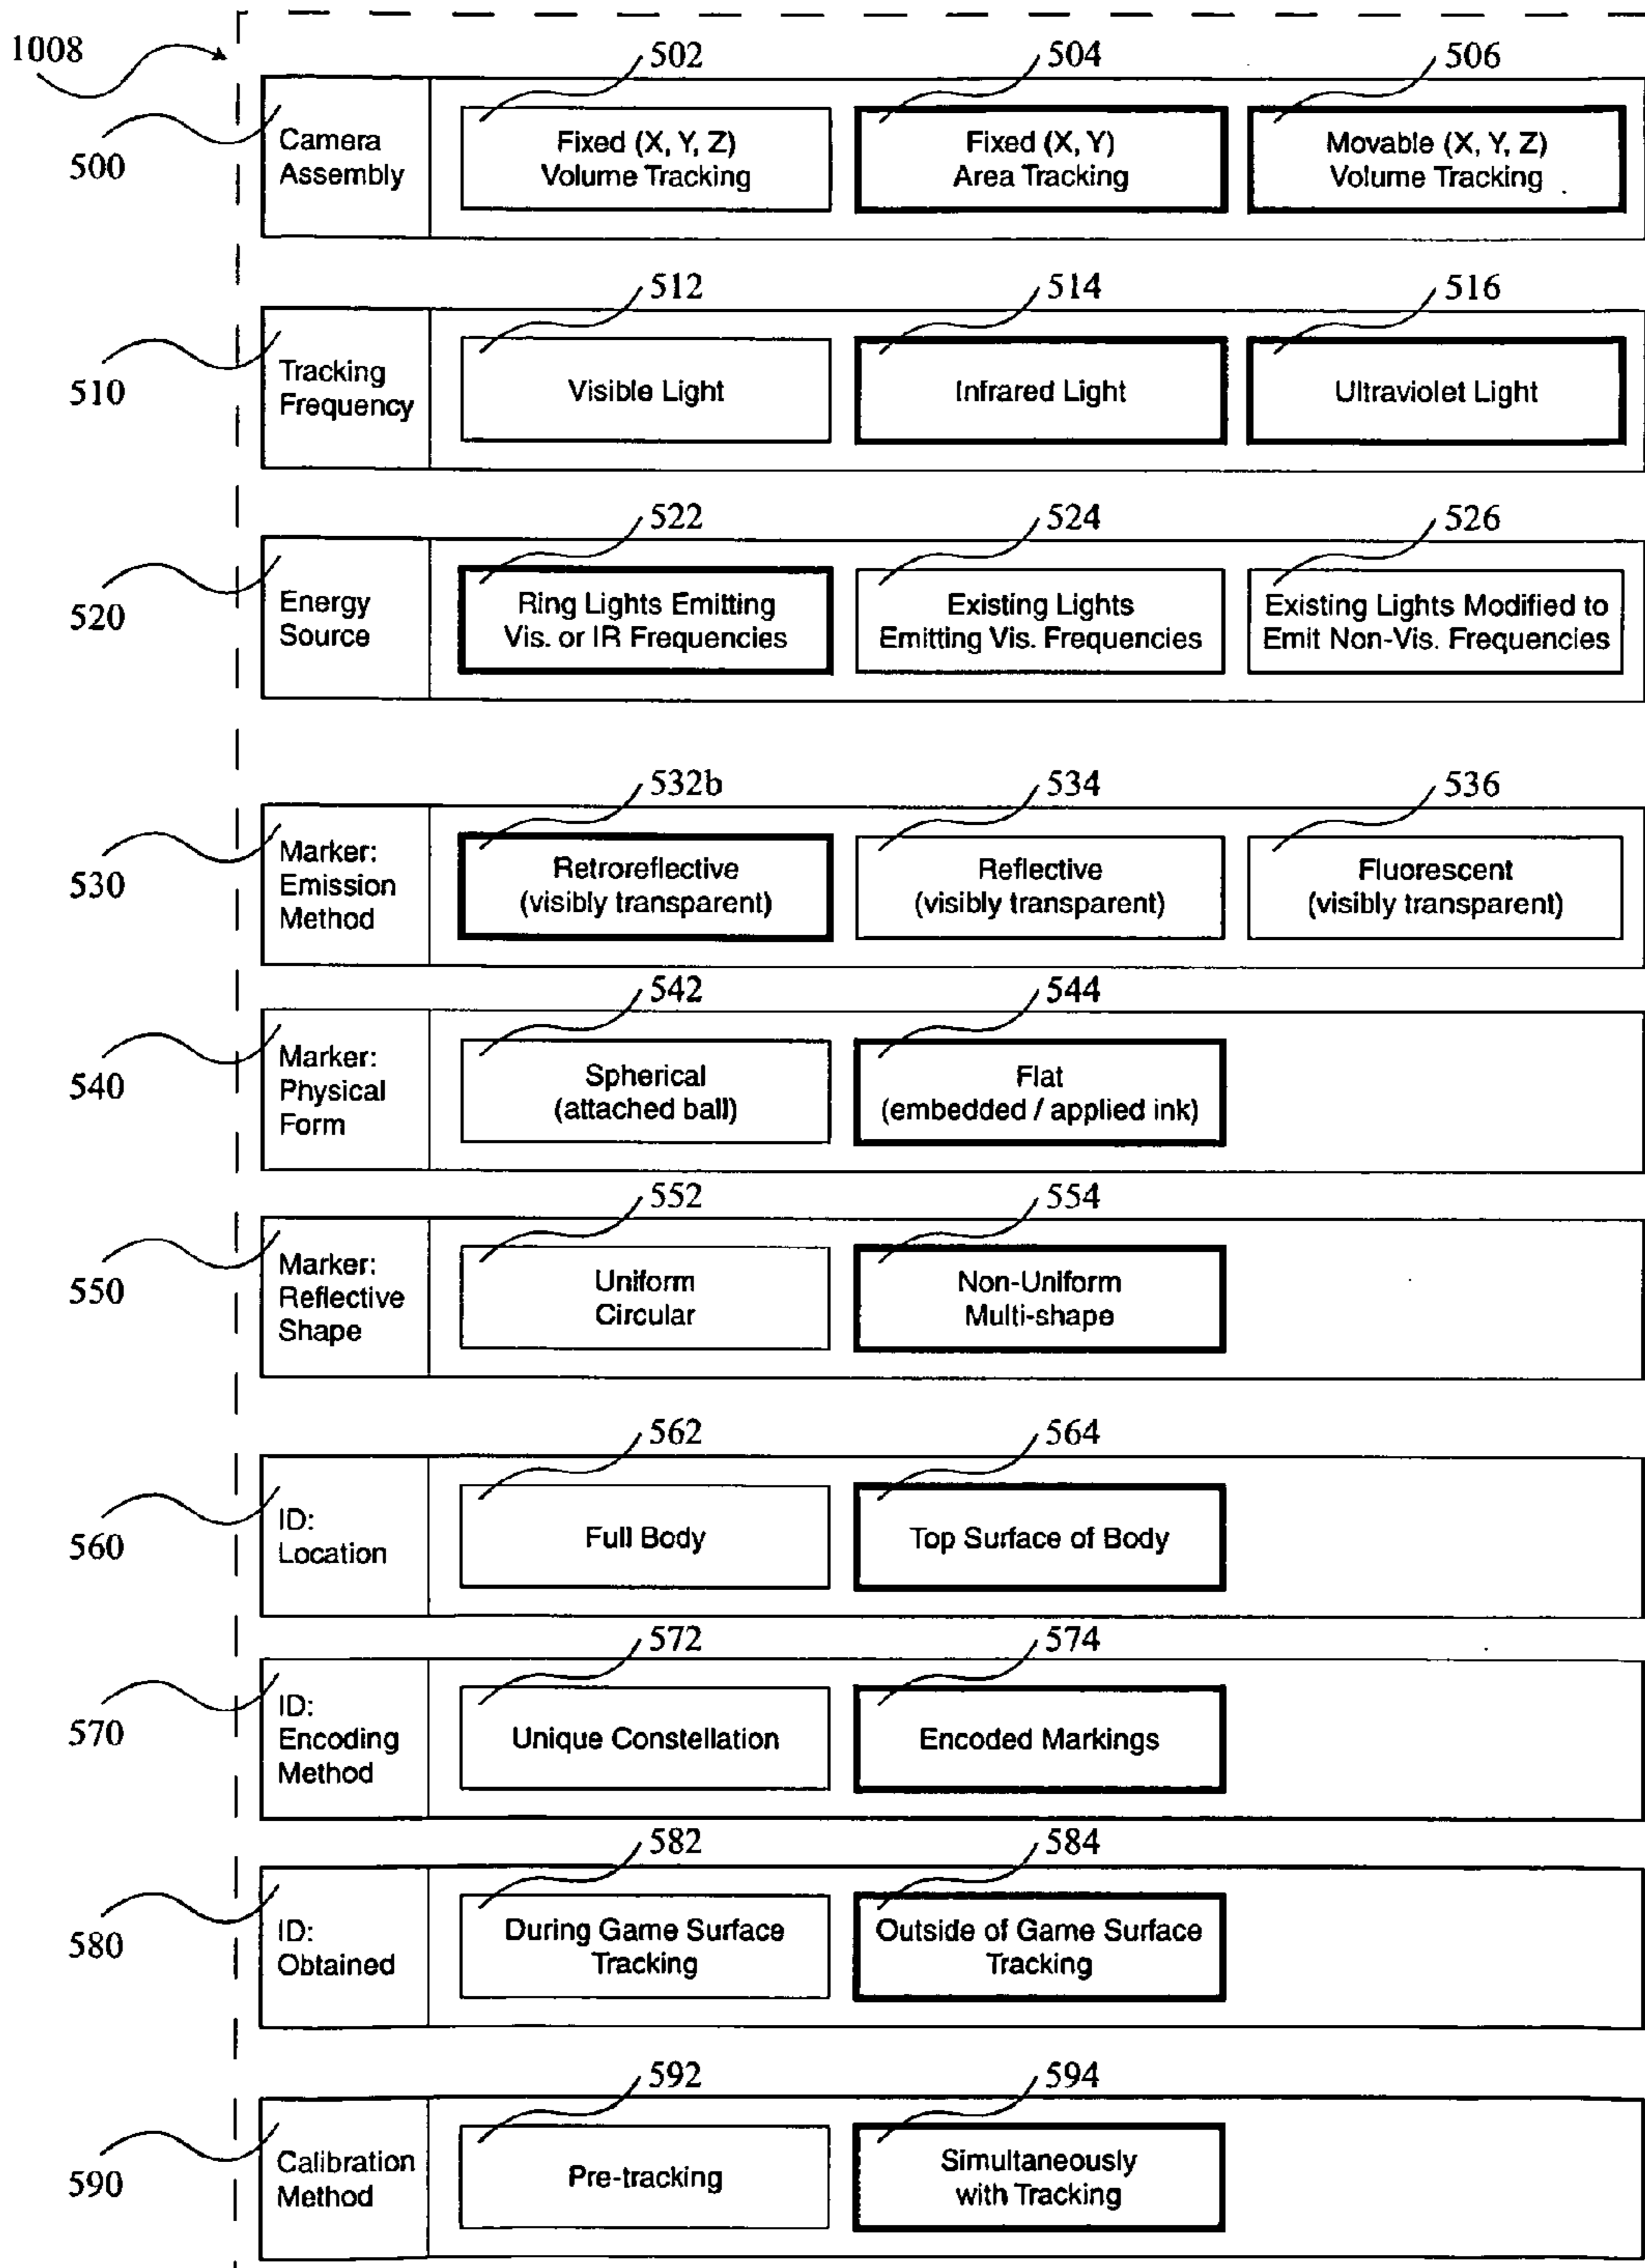 1008
502
504
506
500
Camera
Assembly
Fixed (X, Y, Z)
Volume Tracking
Fixed (X, Y)
Area Tracking
Movable (X, Y, Z)
Volume Tracking
512
514
516
510
Tracking
Frequency
Visible Light
Infrared Light
Ultraviolet Light
522
524
526
520
Energy
Source
Ring Lights Emitting
Vis. or IR Frequencies
Existing Lights
Emitting Vis. Frequencies
Existing Lights Modified to
Emit Non-Vis. Frequencies
532b
534
536
530
Marker:
Emission
Method
Retroreflective
(visibly transparent)
Reflective
(visibly transparent)
Fluorescent
(visibly transparent)
542
544
540
Marker:
Physical
Form
Spherical
(attached ball)
Flat
(embedded / applied ink)
552
554
550
Marker:
Reflective
Shape
Uniform
Circular
Non-Uniform
Multi-shape
562
564
560
ID:
Location
Full Body
Top Surface of Body
572
574
570
ID:
Encoding
Method
Unique Constellation
Encoded Markings
582
584
580
ID:
Obtained
During Game Surface
Tracking
Outside of Game Surface
Tracking
592
594
590
Calibration
Method
Pre-tracking
Simultaneously
with Tracking